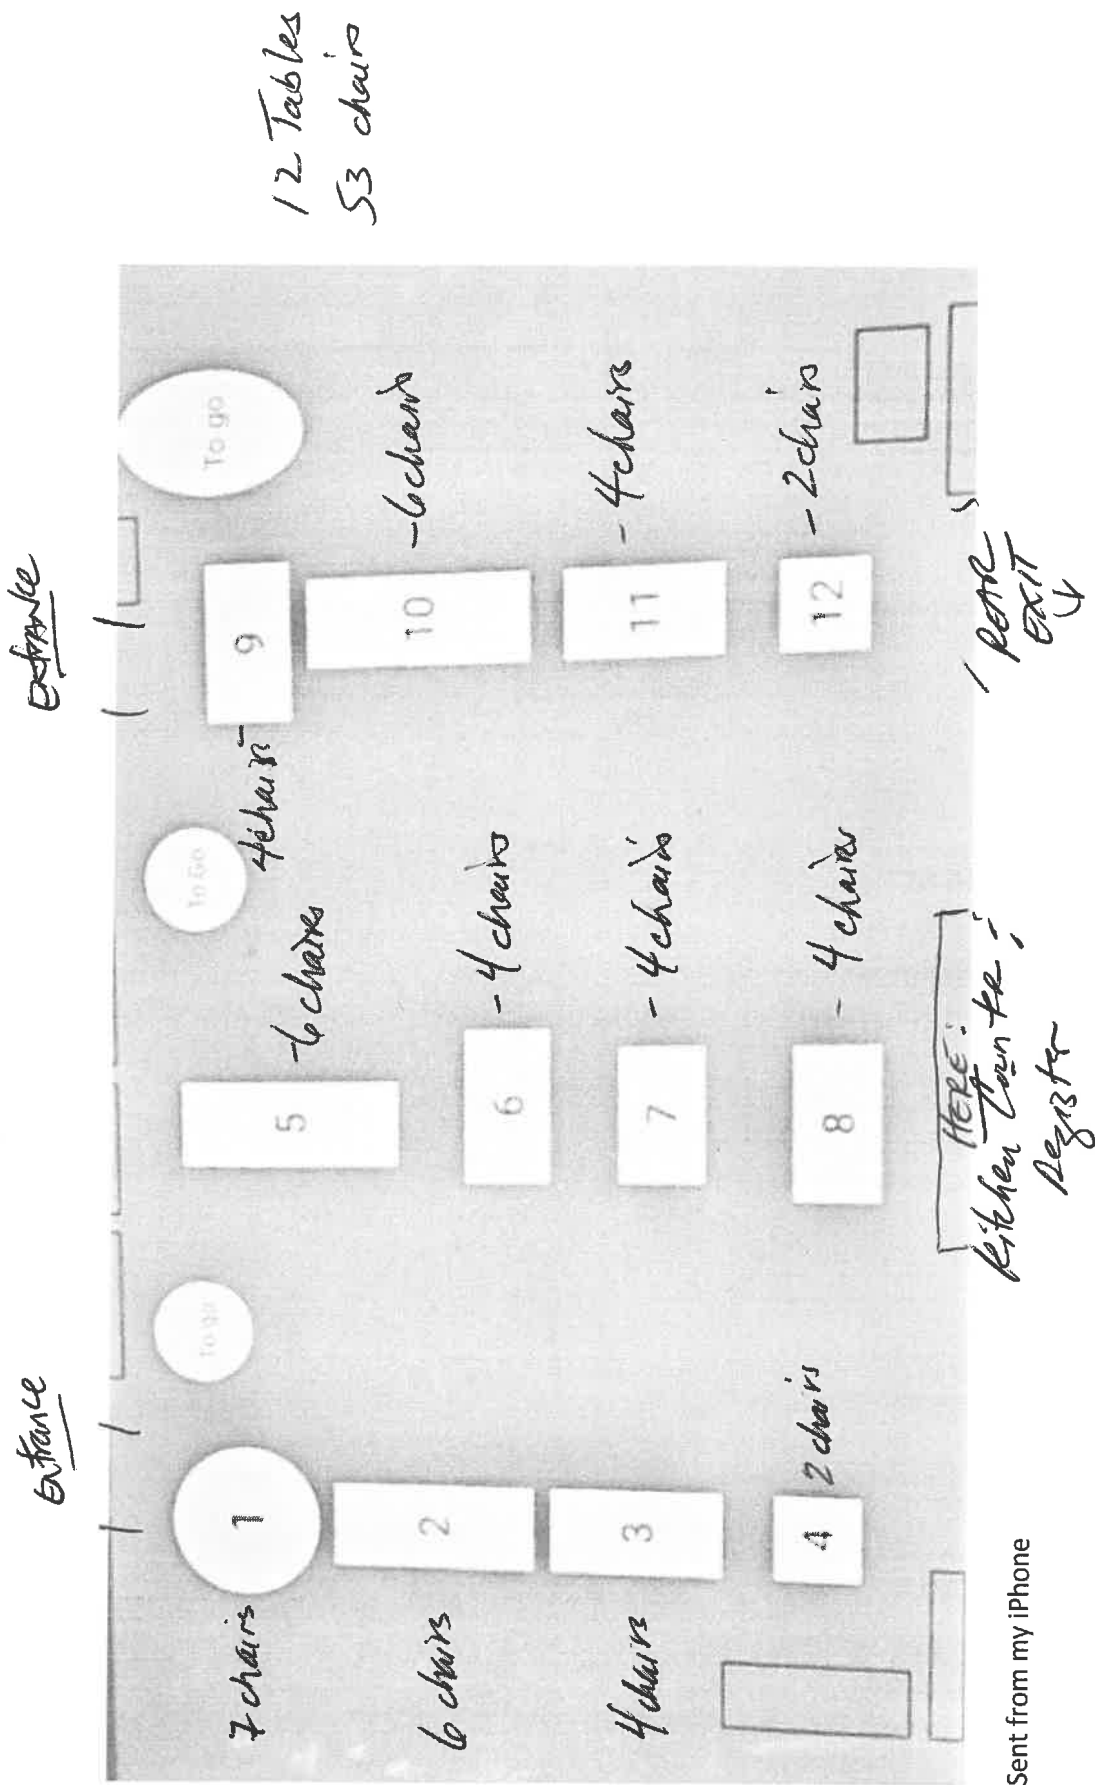 12 Tables
53 chairs
Entrance
Entrance
1
7 chairs
To go
To Go
9
4 chairs-
To go
2
6 chairs
5
-6 chaires
10
-6 chairs
3
4 chairs
6
- 4 chairs
7
- 4 chairs
11
- 4 chairs
4
2 chairs
8
- 4 chaires
12
- 2 chairs
HERE:
Kitchen Counter :
Register
REAR
EXIT
Sent from my iPhone